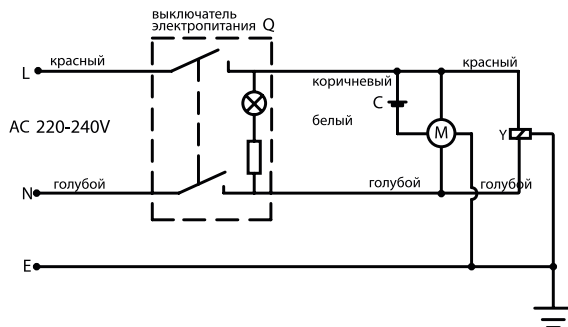 выключатель
электропитания Q
L
красный
красный
коричневый
C
AC 220-240V
белый
M
Y
N
голубой
голубой
голубой
E